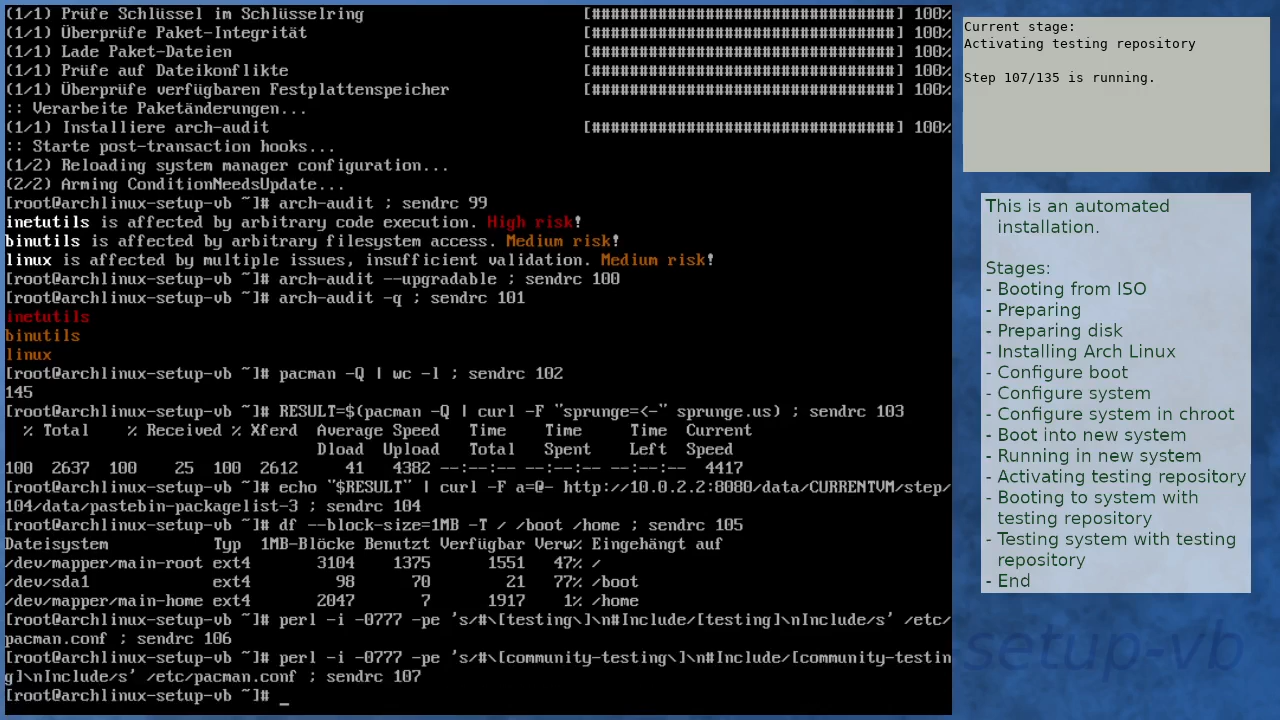 (1/1) Prüfe Schlüssel im Schlüsselring [################################] 100%
(1/1) Überprüfe Paket-Integrität [################################] 100%
(1/1) Lade Paket-Dateien [################################] 100%
(1/1) Prüfe auf Dateikonflikte [################################] 100%
(1/1) Überprüfe verfügbaren Festplattenspeicher [################################] 100%
:: Verarbeite Paketänderungen...
(1/1) Installiere arch-audit [################################] 100%
:: Starte post-transaction hooks...
(1/2) Reloading system manager configuration...
(2/2) Arming ConditionNeedsUpdate...
[root@archlinux-setup-vb ~]# arch-audit ; sendrc 99
inetutils is affected by arbitrary code execution. High risk!
binutils is affected by arbitrary filesystem access. Medium risk!
linux is affected by multiple issues, insufficient validation. Medium risk!
[root@archlinux-setup-vb ~]# arch-audit --upgradable ; sendrc 100
[root@archlinux-setup-vb ~]# arch-audit -q ; sendrc 101
inetutils
binutils
linux
[root@archlinux-setup-vb ~]# pacman -Q | wc -l ; sendrc 102
145
[root@archlinux-setup-vb ~]# RESULT=$(pacman -Q | curl -F "sprunge=<-" sprunge.us) ; sendrc 103
% Total % Received % Xferd Average Speed Time Time Time Current
Dload Upload Total Spent Left Speed
100 2637 100 25 100 2612 41 4382 --:--:-- --:--:-- --:--:-- 4417
[root@archlinux-setup-vb ~]# echo "$RESULT" | curl -F a=@- http://10.0.2.2:8080/data/CURRENTVM/step/
104/data/pastebin-packagelist-3 ; sendrc 104
[root@archlinux-setup-vb ~]# df --block-size=1MB -T / /boot /home ; sendrc 105
Dateisystem Typ 1MB-Blöcke Benutzt Verfügbar Verw% Eingehängt auf
/dev/mapper/main-root ext4 3104 1375 1551 47% /
/dev/sda1 ext4 98 70 21 77% /boot
/dev/mapper/main-home ext4 2047 7 1917 1% /home
[root@archlinux-setup-vb ~]# perl -i -0777 -pe 's/#\[testing\]\n#Include/[testing]\nInclude/s' /etc/
pacman.conf ; sendrc 106
[root@archlinux-setup-vb ~]# perl -i -0777 -pe 's/#\[community-testing\]\n#Include/[community-testin
g]\nInclude/s' /etc/pacman.conf ; sendrc 107
[root@archlinux-setup-vb ~]# _
Current stage:
Activating testing repository
Step 107/135 is running.
This is an automated
installation.
Stages:
- Booting from ISO
- Preparing
- Preparing disk
- Installing Arch Linux
- Configure boot
- Configure system
- Configure system in chroot
- Boot into new system
- Running in new system
- Activating testing repository
- Booting to system with
testing repository
- Testing system with testing
repository
- End
setup-vb